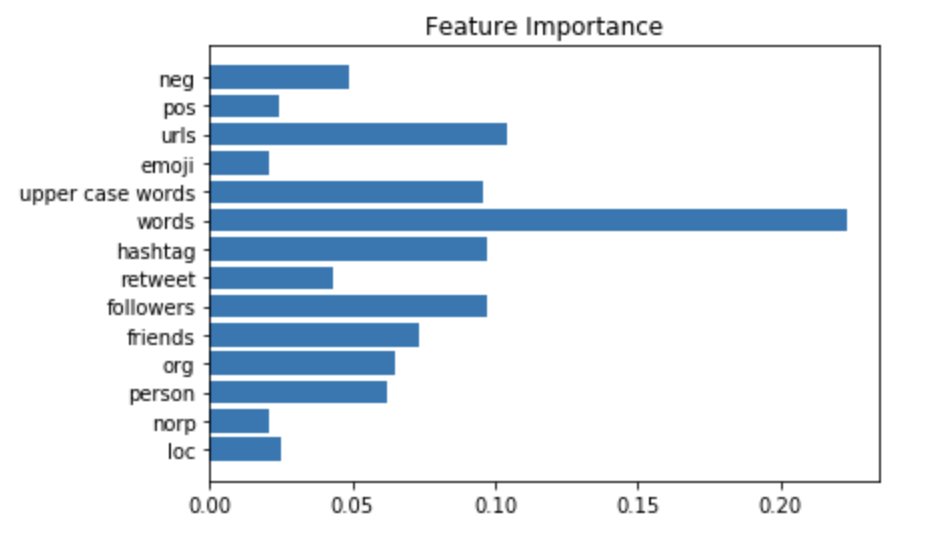 Feature Importance
neg
pos
urls
emoji
upper case words
words
hashtag
retweet
followers
friends
org
person
norp
loc
0.00 0.05 0.10 0.15 0.20